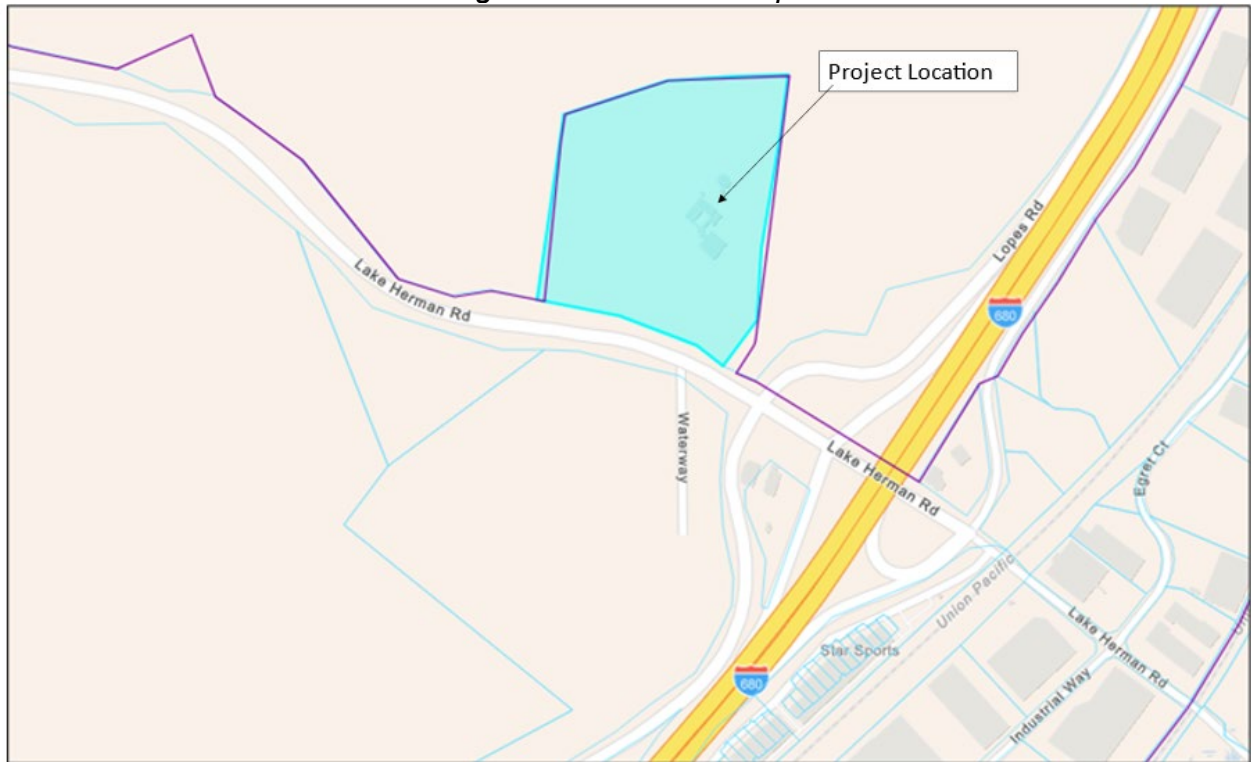 Project Location
Lopes Rd
680
Lake Herman Rd
Waterway
Lake Herman Rd
Egret Ct
Union Pacific
Lake Herman Rd
Star Sports
680
Industrial Way